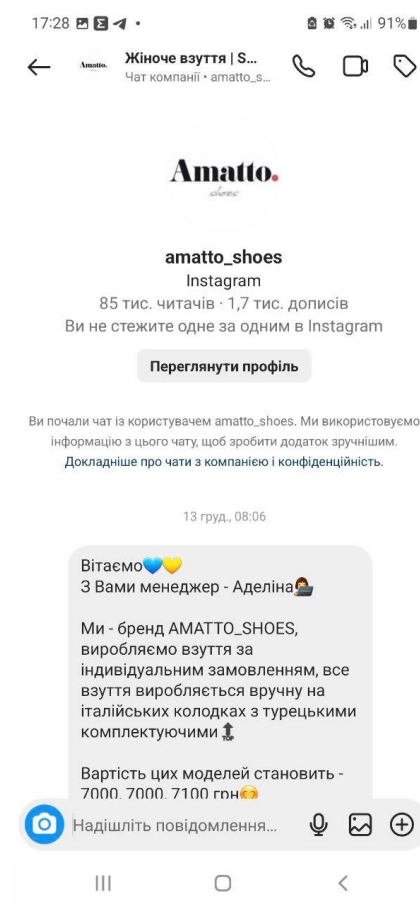 17:28
91%
Жіноче взуття | S...
Чат компанії • amatto_s...
Amatto.
Amatto.
shoes
amatto_shoes
Instagram
85 тис. читачів · 1,7 тис. дописів
Ви не стежите одне за одним в Instagram
Переглянути профіль
Ви почали чат із користувачем amatto_shoes. Ми використовуємо
інформацію з цього чату, щоб зробити додаток зручнішим.
Докладніше про чати з компанією і конфіденційність.
13 груд., 08:06
Вітаємо💙💛
З Вами менеджер - Аделіна👩‍💻
Ми - бренд AMATTO_SHOES,
виробляємо взуття за
індивідуальним замовленням, все
взуття виробляється вручну на
італійських колодках з турецькими
комплектуючими🔝
Вартість цих моделей становить -
7000, 7000, 7100 грн🤗
Надішліть повідомлення...